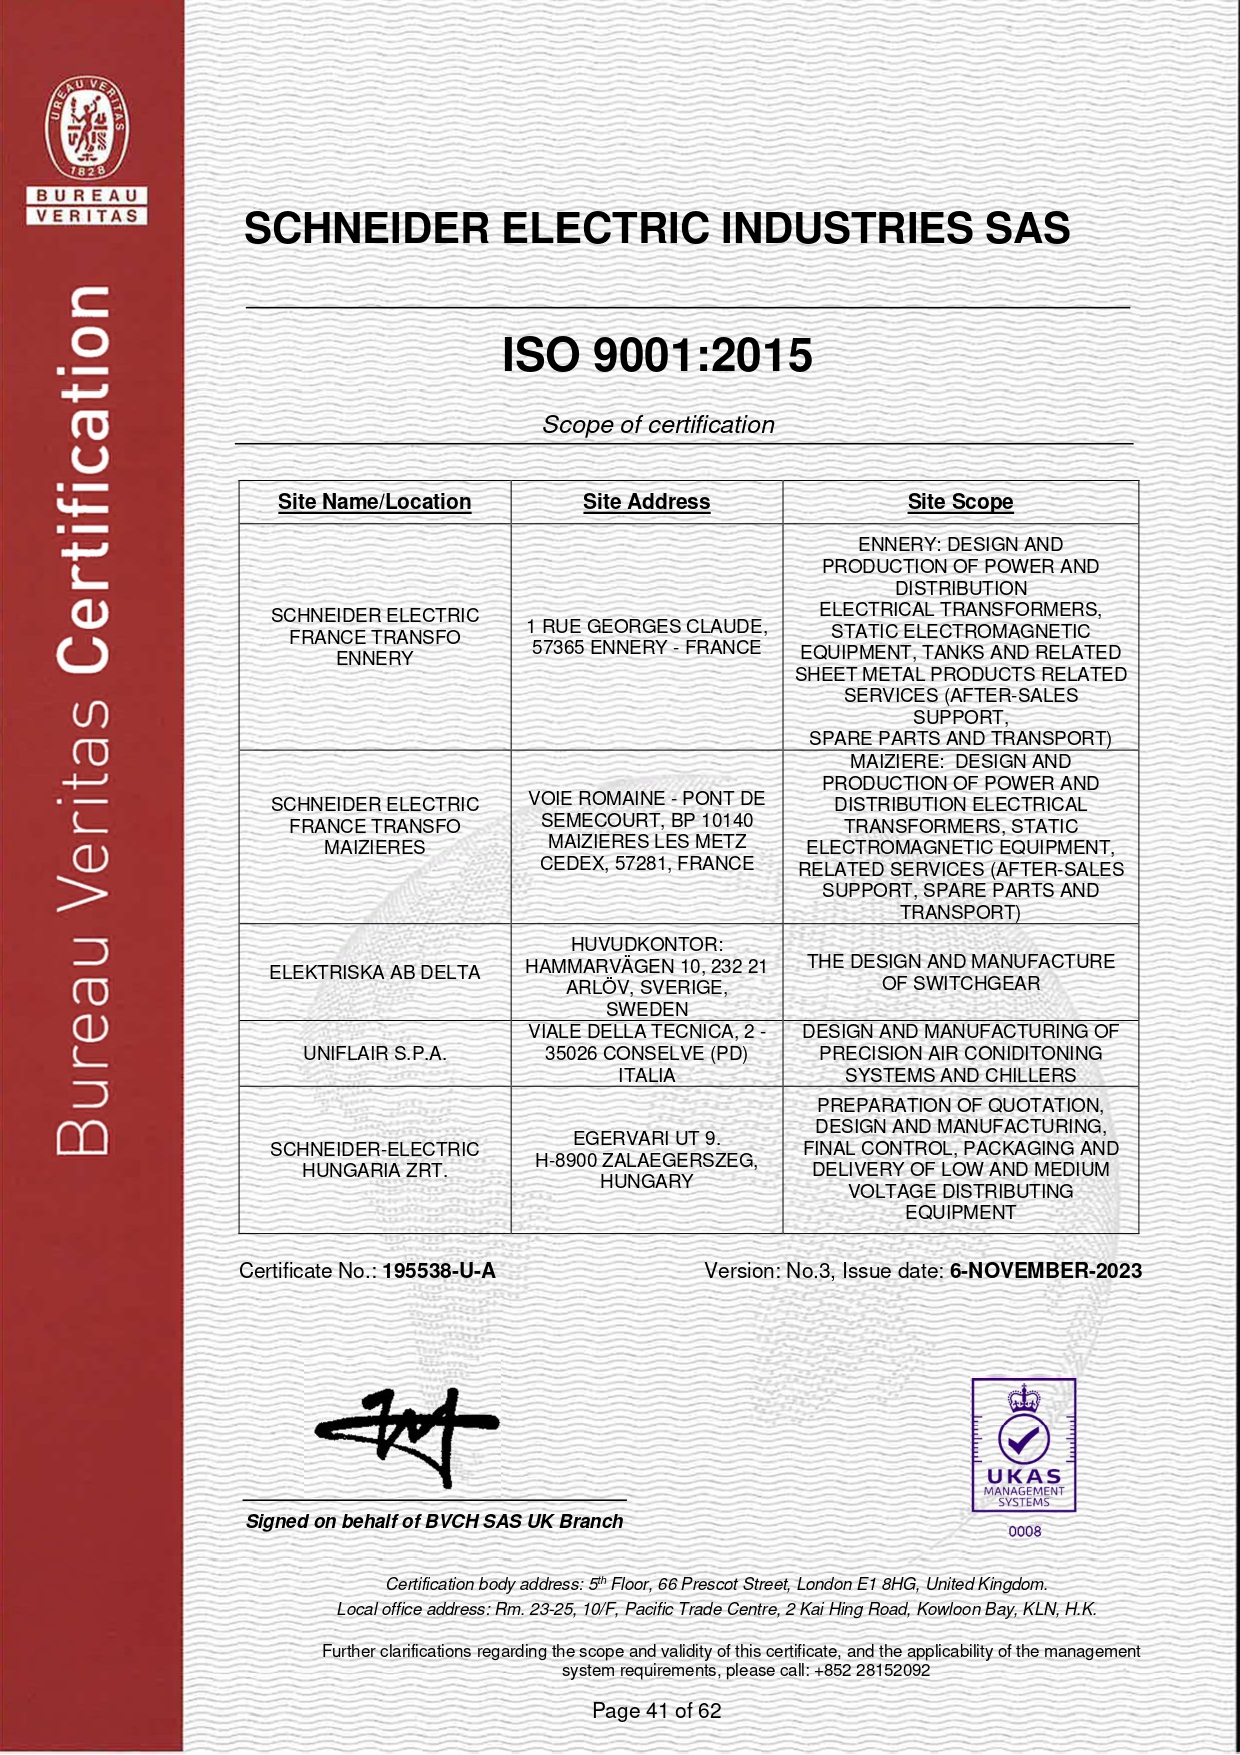 BUREAU VERITAS
1828
BUREAU
VERITAS
Bureau Veritas Certification
SCHNEIDER ELECTRIC INDUSTRIES SAS
ISO 9001:2015
Scope of certification
Site Name/Location
Site Address
Site Scope
SCHNEIDER ELECTRIC
FRANCE TRANSFO
ENNERY
1 RUE GEORGES CLAUDE,
57365 ENNERY - FRANCE
ENNERY: DESIGN AND
PRODUCTION OF POWER AND
DISTRIBUTION
ELECTRICAL TRANSFORMERS,
STATIC ELECTROMAGNETIC
EQUIPMENT, TANKS AND RELATED
SHEET METAL PRODUCTS RELATED
SERVICES (AFTER-SALES
SUPPORT,
SPARE PARTS AND TRANSPORT)
SCHNEIDER ELECTRIC
FRANCE TRANSFO
MAIZIERES
VOIE ROMAINE - PONT DE
SEMECOURT, BP 10140
MAIZIERES LES METZ
CEDEX, 57281, FRANCE
MAIZIERE: DESIGN AND
PRODUCTION OF POWER AND
DISTRIBUTION ELECTRICAL
TRANSFORMERS, STATIC
ELECTROMAGNETIC EQUIPMENT,
RELATED SERVICES (AFTER-SALES
SUPPORT, SPARE PARTS AND
TRANSPORT)
ELEKTRISKA AB DELTA
HUVUDKONTOR:
HAMMARVÄGEN 10, 232 21
ARLÖV, SVERIGE,
SWEDEN
THE DESIGN AND MANUFACTURE
OF SWITCHGEAR
UNIFLAIR S.P.A.
VIALE DELLA TECNICA, 2 -
35026 CONSELVE (PD)
ITALIA
DESIGN AND MANUFACTURING OF
PRECISION AIR CONIDITONING
SYSTEMS AND CHILLERS
SCHNEIDER-ELECTRIC
HUNGARIA ZRT.
EGERVARI UT 9.
H-8900 ZALAEGERSZEG,
HUNGARY
PREPARATION OF QUOTATION,
DESIGN AND MANUFACTURING,
FINAL CONTROL, PACKAGING AND
DELIVERY OF LOW AND MEDIUM
VOLTAGE DISTRIBUTING
EQUIPMENT
Certificate No.: 195538-U-A
Version: No.3, Issue date: 6-NOVEMBER-2023
Signed on behalf of BVCH SAS UK Branch
UKAS
MANAGEMENT
SYSTEMS
0008
Certification body address: 5th Floor, 66 Prescot Street, London E1 8HG, United Kingdom.
Local office address: Rm. 23-25, 10/F, Pacific Trade Centre, 2 Kai Hing Road, Kowloon Bay, KLN, H.K.
Further clarifications regarding the scope and validity of this certificate, and the applicability of the management
system requirements, please call: +852 28152092
Page 41 of 62